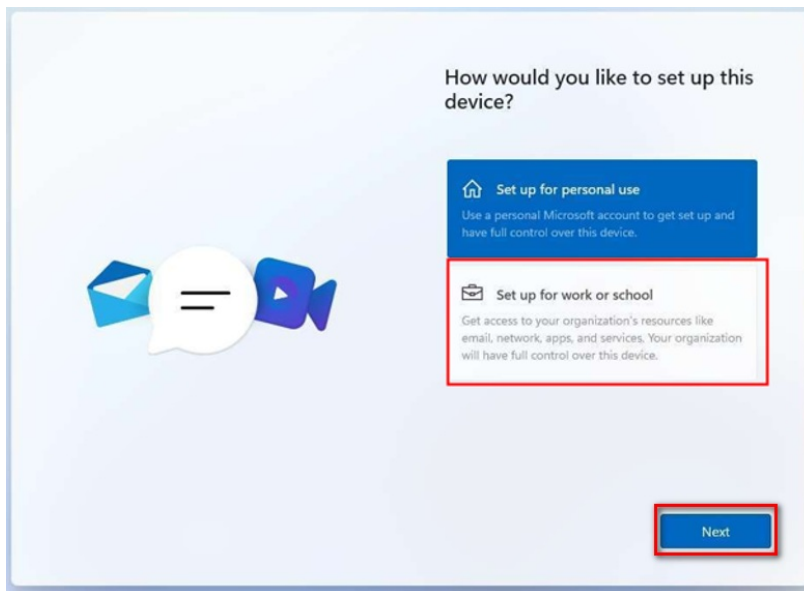 How would you like to set up this
device?
Set up for personal use
Use a personal Microsoft account to get set up and
have full control over this device.
Set up for work or school
Get access to your organization's resources like
email, network, apps, and services. Your organization
will have full control over this device.
Next